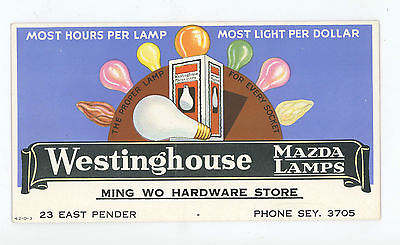 MOST HOURS PER LAMP MOST LIGHT PER DOLLAR
THE PROPER LAMP FOR EVERY SOCKET
Westinghouse
Westinghouse MAZDA
LAMPS
MING WO HARDWARE STORE
23 EAST PENDER - PHONE SEY. 3705